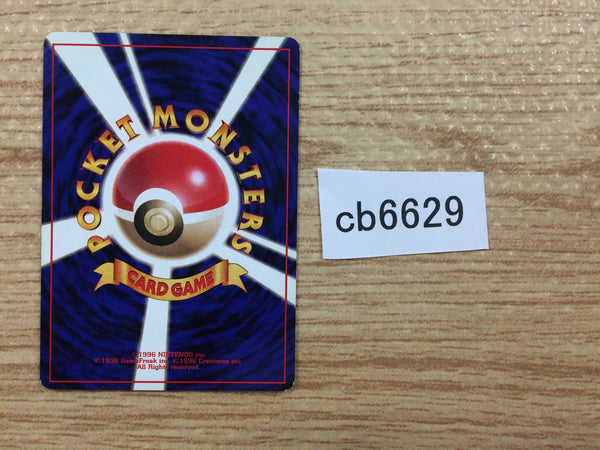 POCKET MONSTERS
CARD GAME
©1996 NINTENDO inc.
©1996 GameFreak inc. ©1996 Creatures inc.
All Rights reserved.
cb6629